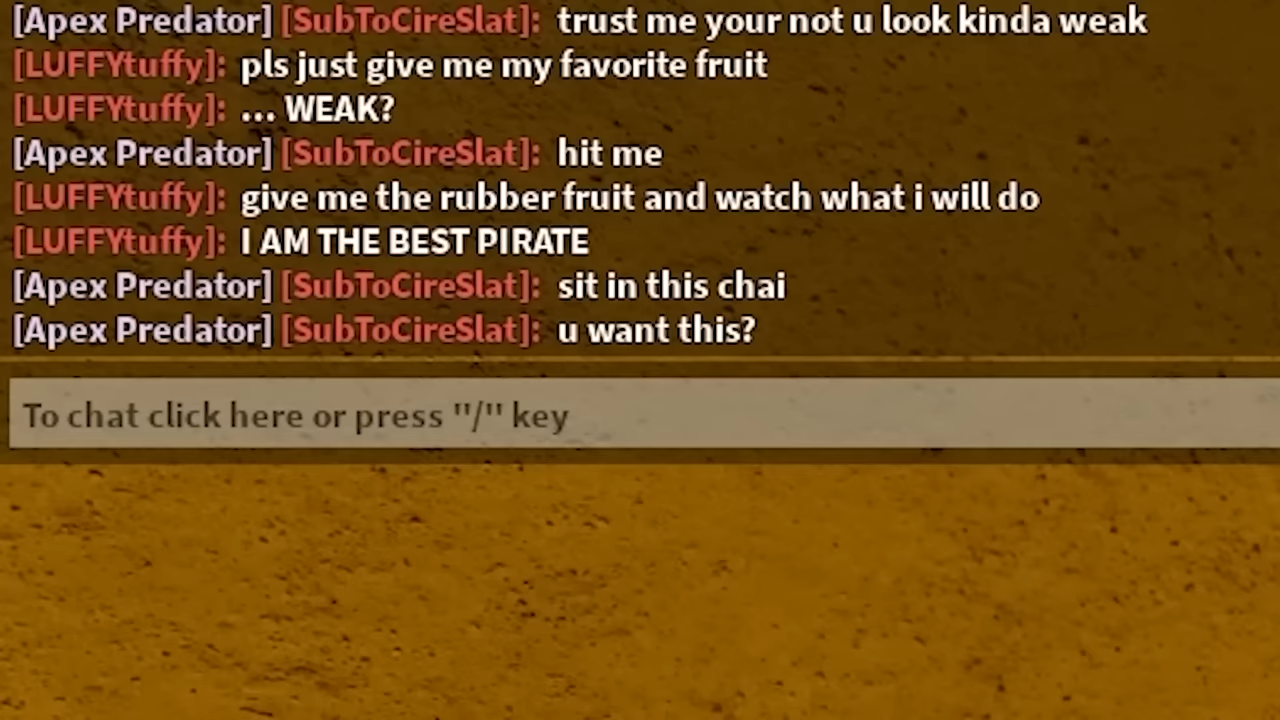 [Apex Predator] [SubToCireSlat]: trust me your not u look kinda weak
[LUFFYtuffy]: pls just give me my favorite fruit
[LUFFYtuffy]: ... WEAK?
[Apex Predator] [SubToCireSlat]: hit me
[LUFFYtuffy]: give me the rubber fruit and watch what i will do
[LUFFYtuffy]: I AM THE BEST PIRATE
[Apex Predator] [SubToCireSlat]: sit in this chai
[Apex Predator] [SubToCireSlat]: u want this?
To chat click here or press "/" key